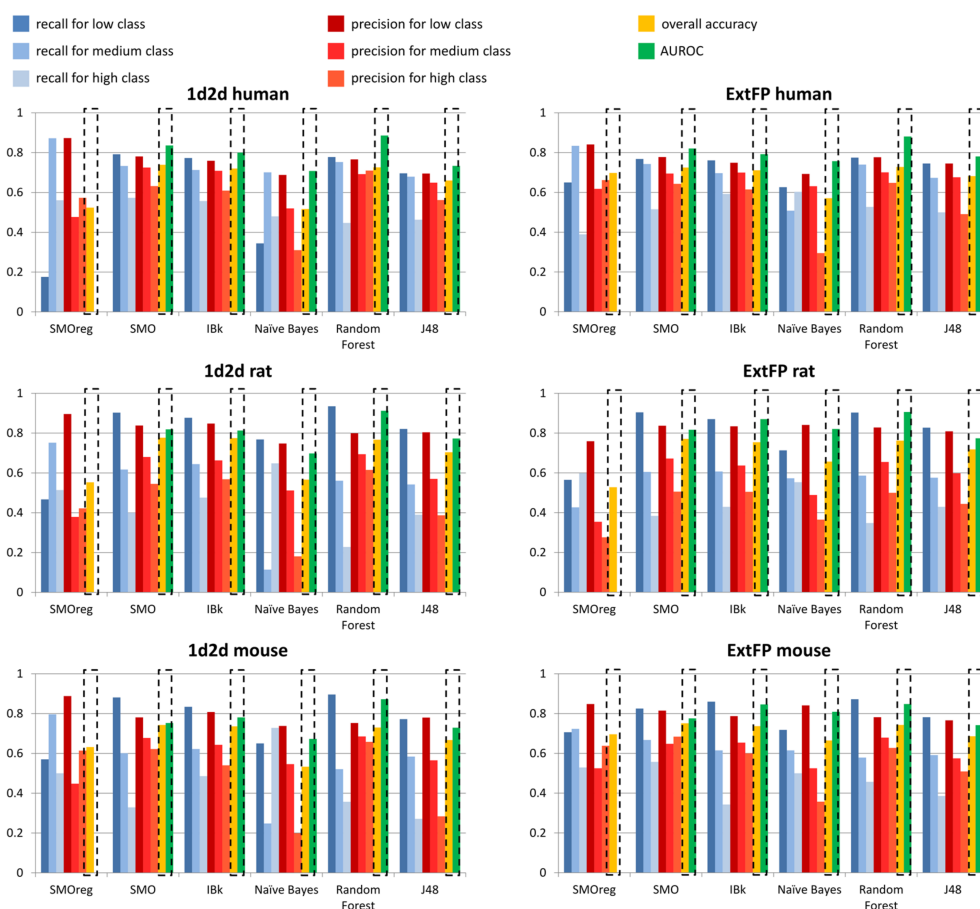 recall for low class
recall for medium class
recall for high class
precision for low class
precision for medium class
precision for high class
overall accuracy
AUROC
1d2d human
1
0.8
0.6
0.4
0.2
0
SMOreg SMO IBk Naïve Bayes Random Forest J48
ExtFP human
1
0.8
0.6
0.4
0.2
0
SMOreg SMO IBk Naïve Bayes Random Forest J48
1d2d rat
1
0.8
0.6
0.4
0.2
0
SMOreg SMO IBk Naïve Bayes Random Forest J48
ExtFP rat
1
0.8
0.6
0.4
0.2
0
SMOreg SMO IBk Naïve Bayes Random Forest J48
1d2d mouse
1
0.8
0.6
0.4
0.2
0
SMOreg SMO IBk Naïve Bayes Random Forest J48
ExtFP mouse
1
0.8
0.6
0.4
0.2
0
SMOreg SMO IBk Naïve Bayes Random Forest J48